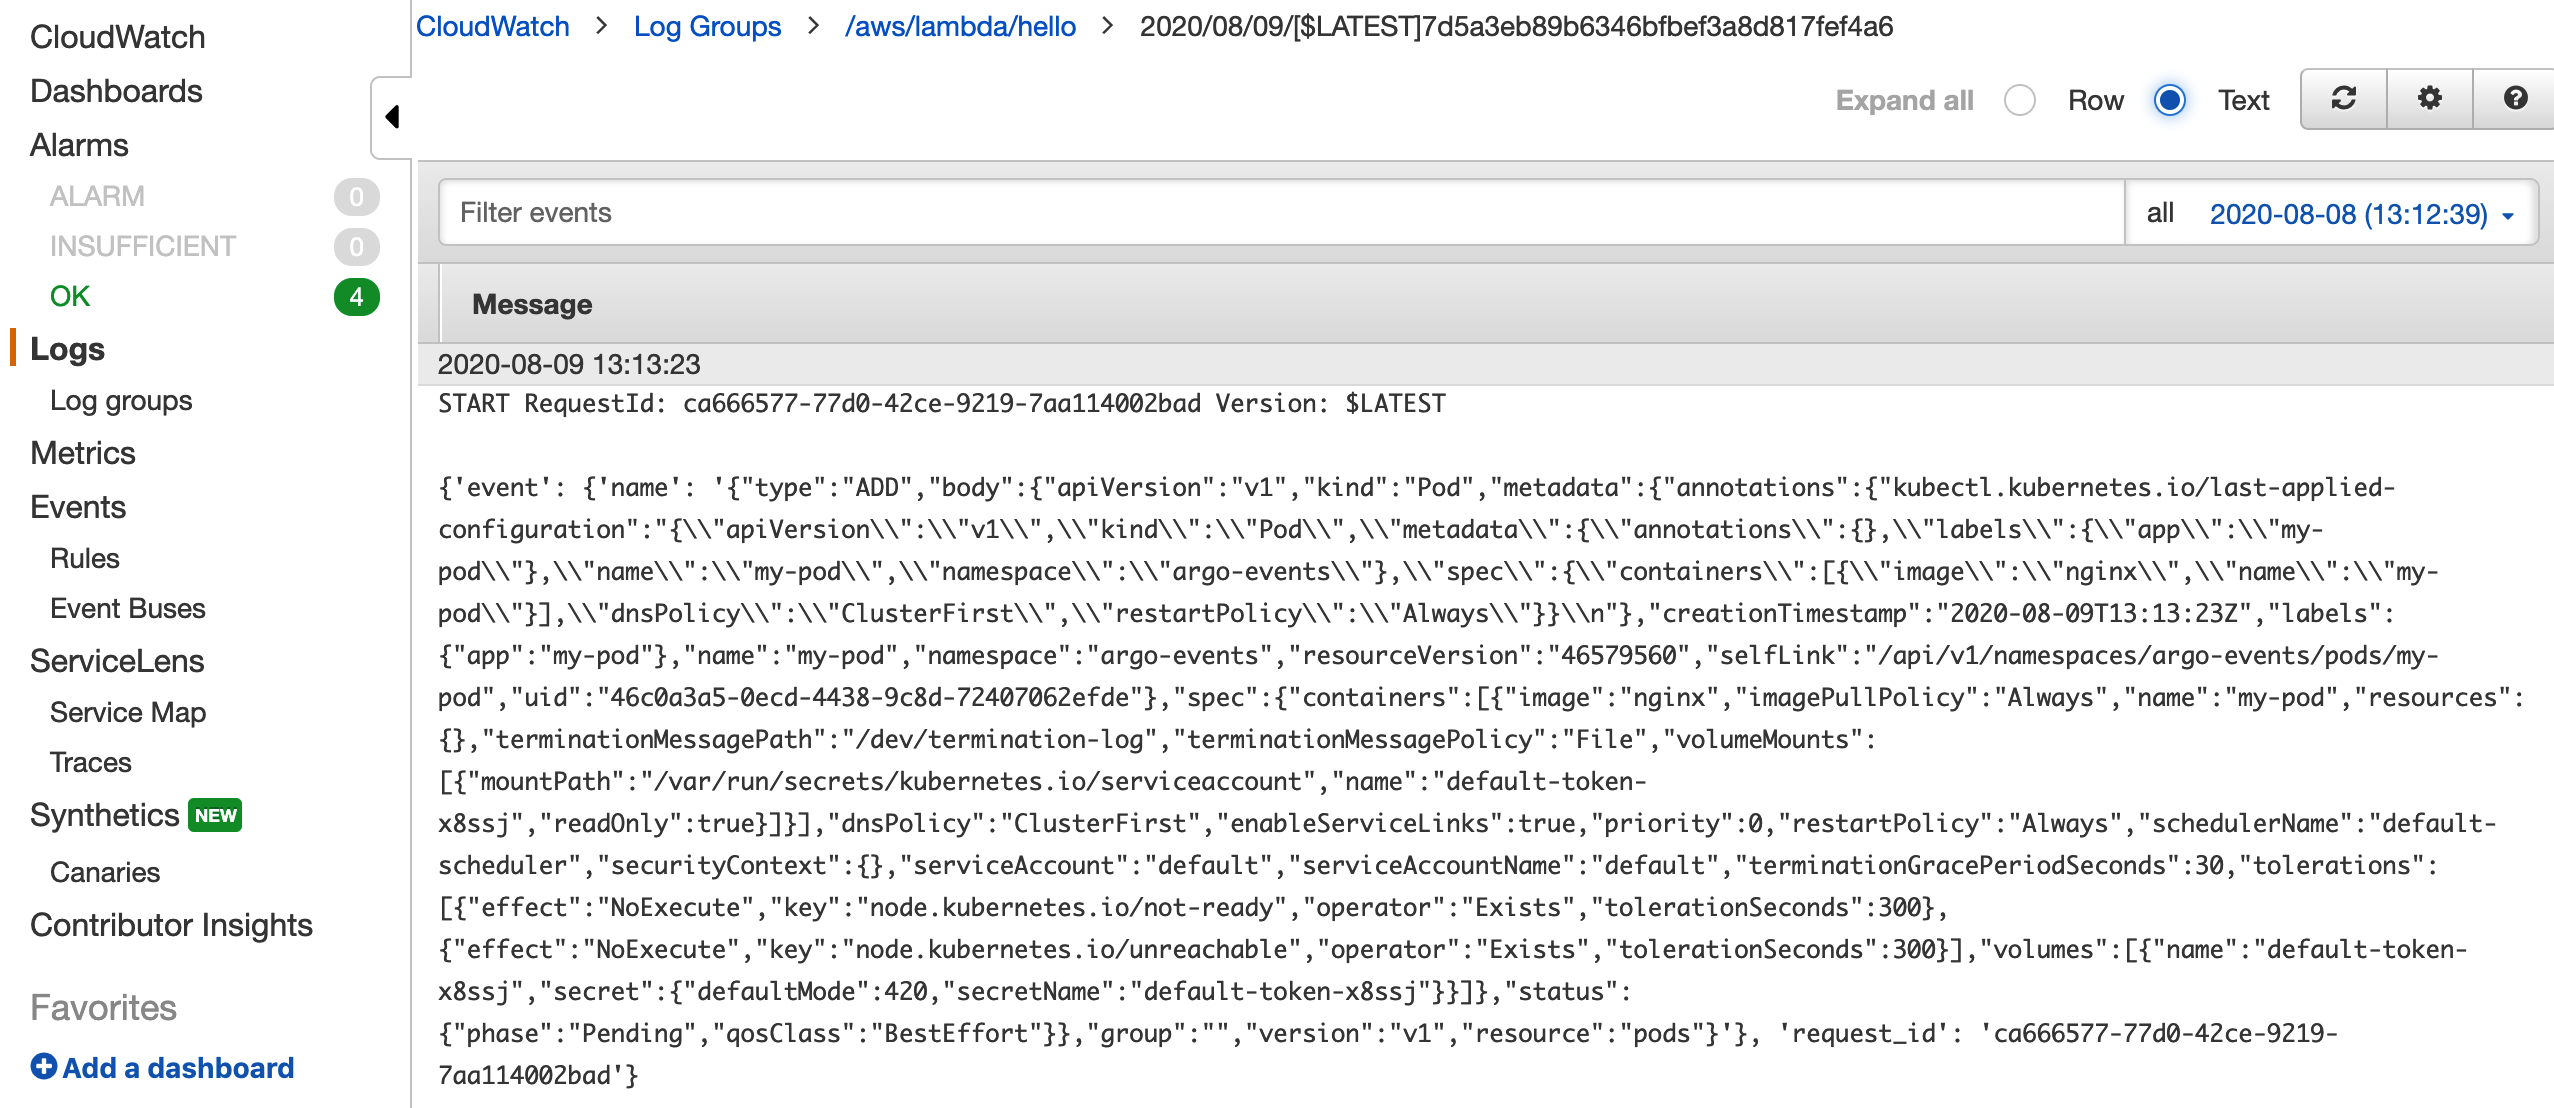 CloudWatch
Dashboards
Alarms
ALARM 0
INSUFFICIENT 0
OK 4
Logs
Log groups
Metrics
Events
Rules
Event Buses
ServiceLens
Service Map
Traces
Synthetics NEW
Canaries
Contributor Insights
Favorites
Add a dashboard
CloudWatch > Log Groups > /aws/lambda/hello > 2020/08/09/[$LATEST]7d5a3eb89b6346bfbef3a8d817fef4a6
Expand all Row Text
Filter events all 2020-08-08 (13:12:39)
Message
2020-08-09 13:13:23
START RequestId: ca666577-77d0-42ce-9219-7aa114002bad Version: $LATEST
{'event': {'name': '{"type":"ADD","body":{"apiVersion":"v1","kind":"Pod","metadata":{"annotations":{"kubectl.kubernetes.io/last-applied-
configuration":"{\\"apiVersion\\":\\"v1\\",\\"kind\\":\\"Pod\\",\\"metadata\\":{\\"annotations\\":{},\\"labels\\":{\\"app\\":\\"my-
pod\\"},\\"name\\":\\"my-pod\\",\\"namespace\\":\\"argo-events\\"},\\"spec\\":{\\"containers\\":[{\\"image\\":\\"nginx\\",\\"name\\":\\"my-
pod\\"}],\\"dnsPolicy\\":\\"ClusterFirst\\",\\"restartPolicy\\":\\"Always\\"}}\\n"},"creationTimestamp":"2020-08-09T13:13:23Z","labels":
{"app":"my-pod"},"name":"my-pod","namespace":"argo-events","resourceVersion":"46579560","selfLink":"/api/v1/namespaces/argo-events/pods/my-
pod","uid":"46c0a3a5-0ecd-4438-9c8d-72407062efde"},"spec":{"containers":[{"image":"nginx","imagePullPolicy":"Always","name":"my-pod","resources":
{},"terminationMessagePath":"/dev/termination-log","terminationMessagePolicy":"File","volumeMounts":
[{"mountPath":"/var/run/secrets/kubernetes.io/serviceaccount","name":"default-token-
x8ssj","readOnly":true}]}],"dnsPolicy":"ClusterFirst","enableServiceLinks":true,"priority":0,"restartPolicy":"Always","schedulerName":"default-
scheduler","securityContext":{},"serviceAccount":"default","serviceAccountName":"default","terminationGracePeriodSeconds":30,"tolerations":
[{"effect":"NoExecute","key":"node.kubernetes.io/not-ready","operator":"Exists","tolerationSeconds":300},
{"effect":"NoExecute","key":"node.kubernetes.io/unreachable","operator":"Exists","tolerationSeconds":300}],"volumes":[{"name":"default-token-
x8ssj","secret":{"defaultMode":420,"secretName":"default-token-x8ssj"}}]},"status":
{"phase":"Pending","qosClass":"BestEffort"}},"group":"","version":"v1","resource":"pods"}'}, 'request_id': 'ca666577-77d0-42ce-9219-
7aa114002bad'}